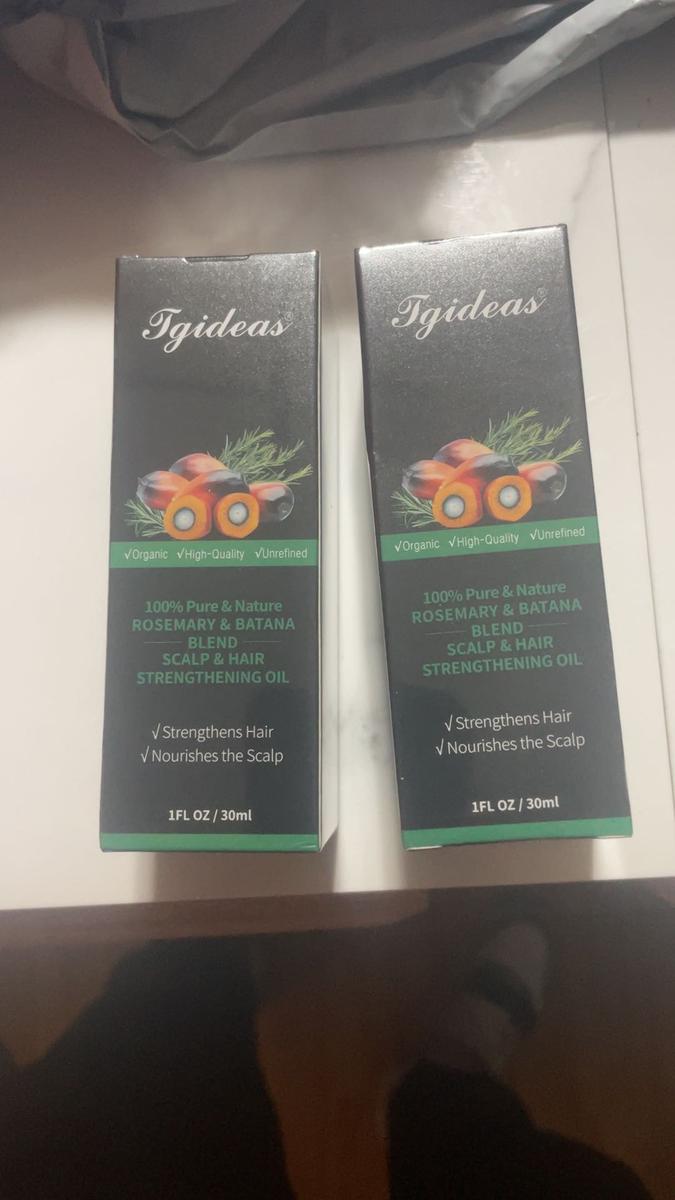 Tgideas®
√Organic √High-Quality √Unrefined
100% Pure & Nature
ROSEMARY & BATANA
BLEND
SCALP & HAIR
STRENGTHENING OIL
√Strengthens Hair
√Nourishes the Scalp
1FL OZ / 30ml
Tgideas®
√Organic √High-Quality √Unrefined
100% Pure & Nature
ROSEMARY & BATANA
BLEND
SCALP & HAIR
STRENGTHENING OIL
√Strengthens Hair
√Nourishes the Scalp
1FL OZ / 30ml